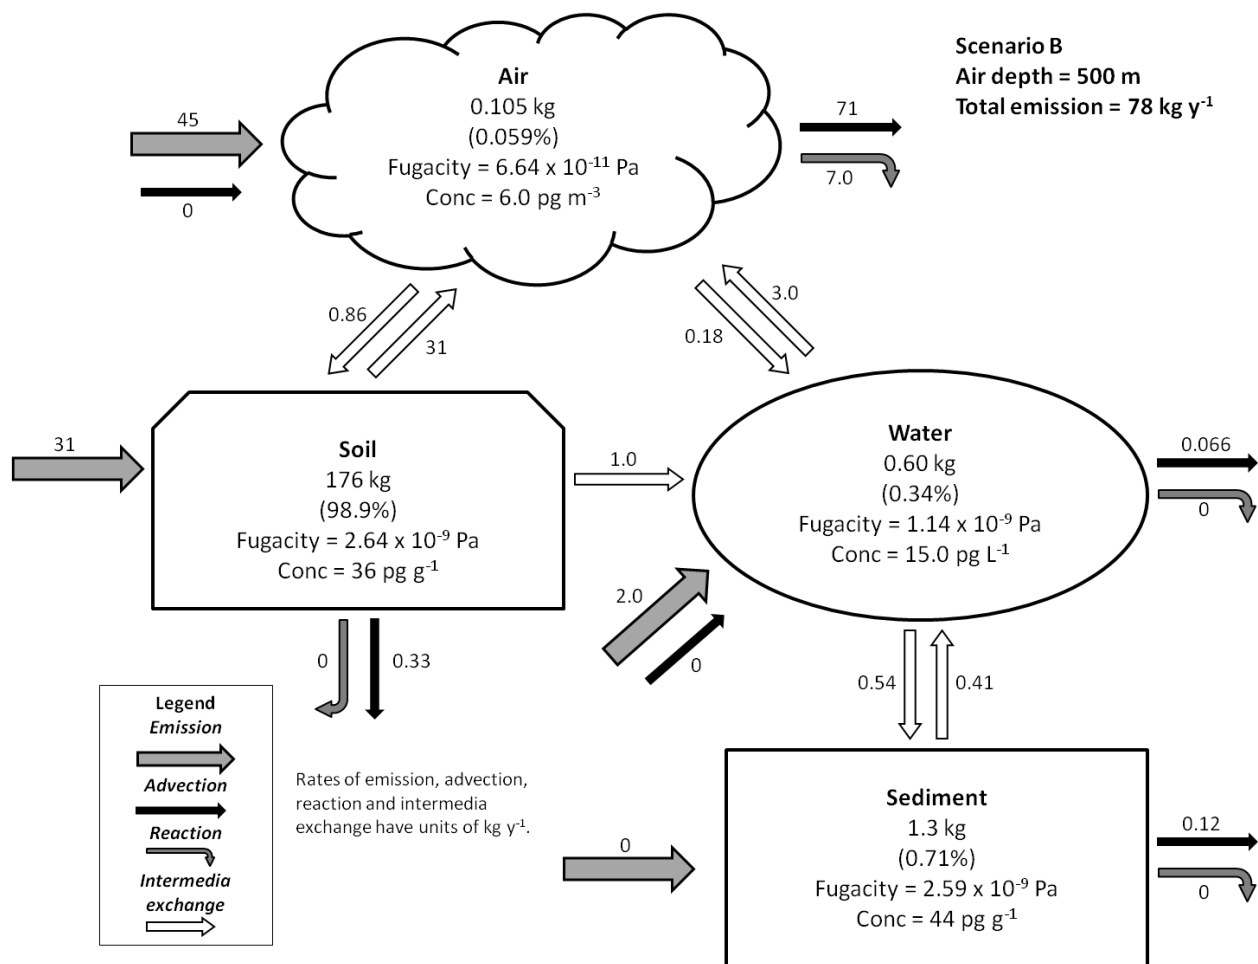 Scenario B
Air depth = 500 m
Total emission = 78 kg y⁻¹
Air
0.105 kg
(0.059%)
Fugacity = 6.64 x 10⁻¹¹ Pa
Conc = 6.0 pg m⁻³
45
0
71
7.0
0.86
31
3.0
0.18
31
Soil
176 kg
(98.9%)
Fugacity = 2.64 x 10⁻⁹ Pa
Conc = 36 pg g⁻¹
1.0
Water
0.60 kg
(0.34%)
Fugacity = 1.14 x 10⁻⁹ Pa
Conc = 15.0 pg L⁻¹
0.066
0
2.0
0
0
0.33
0.54
0.41
Legend
Emission
Advection
Reaction
Intermedia
exchange
Rates of emission, advection,
reaction and intermedia
exchange have units of kg y⁻¹.
0
Sediment
1.3 kg
(0.71%)
Fugacity = 2.59 x 10⁻⁹ Pa
Conc = 44 pg g⁻¹
0.12
0